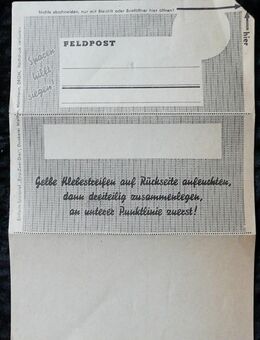 Nichts abschneiden, nur mit Bleistift oder Brieföffner hier öffnen!
hier
FELDPOST
Sparen
hilft
siegen!
Gelbe Klebestreifen auf Rückseite anfeuchten,
dann dreiteilig zusammenlegen,
an unterer Punktlinie zuerst!